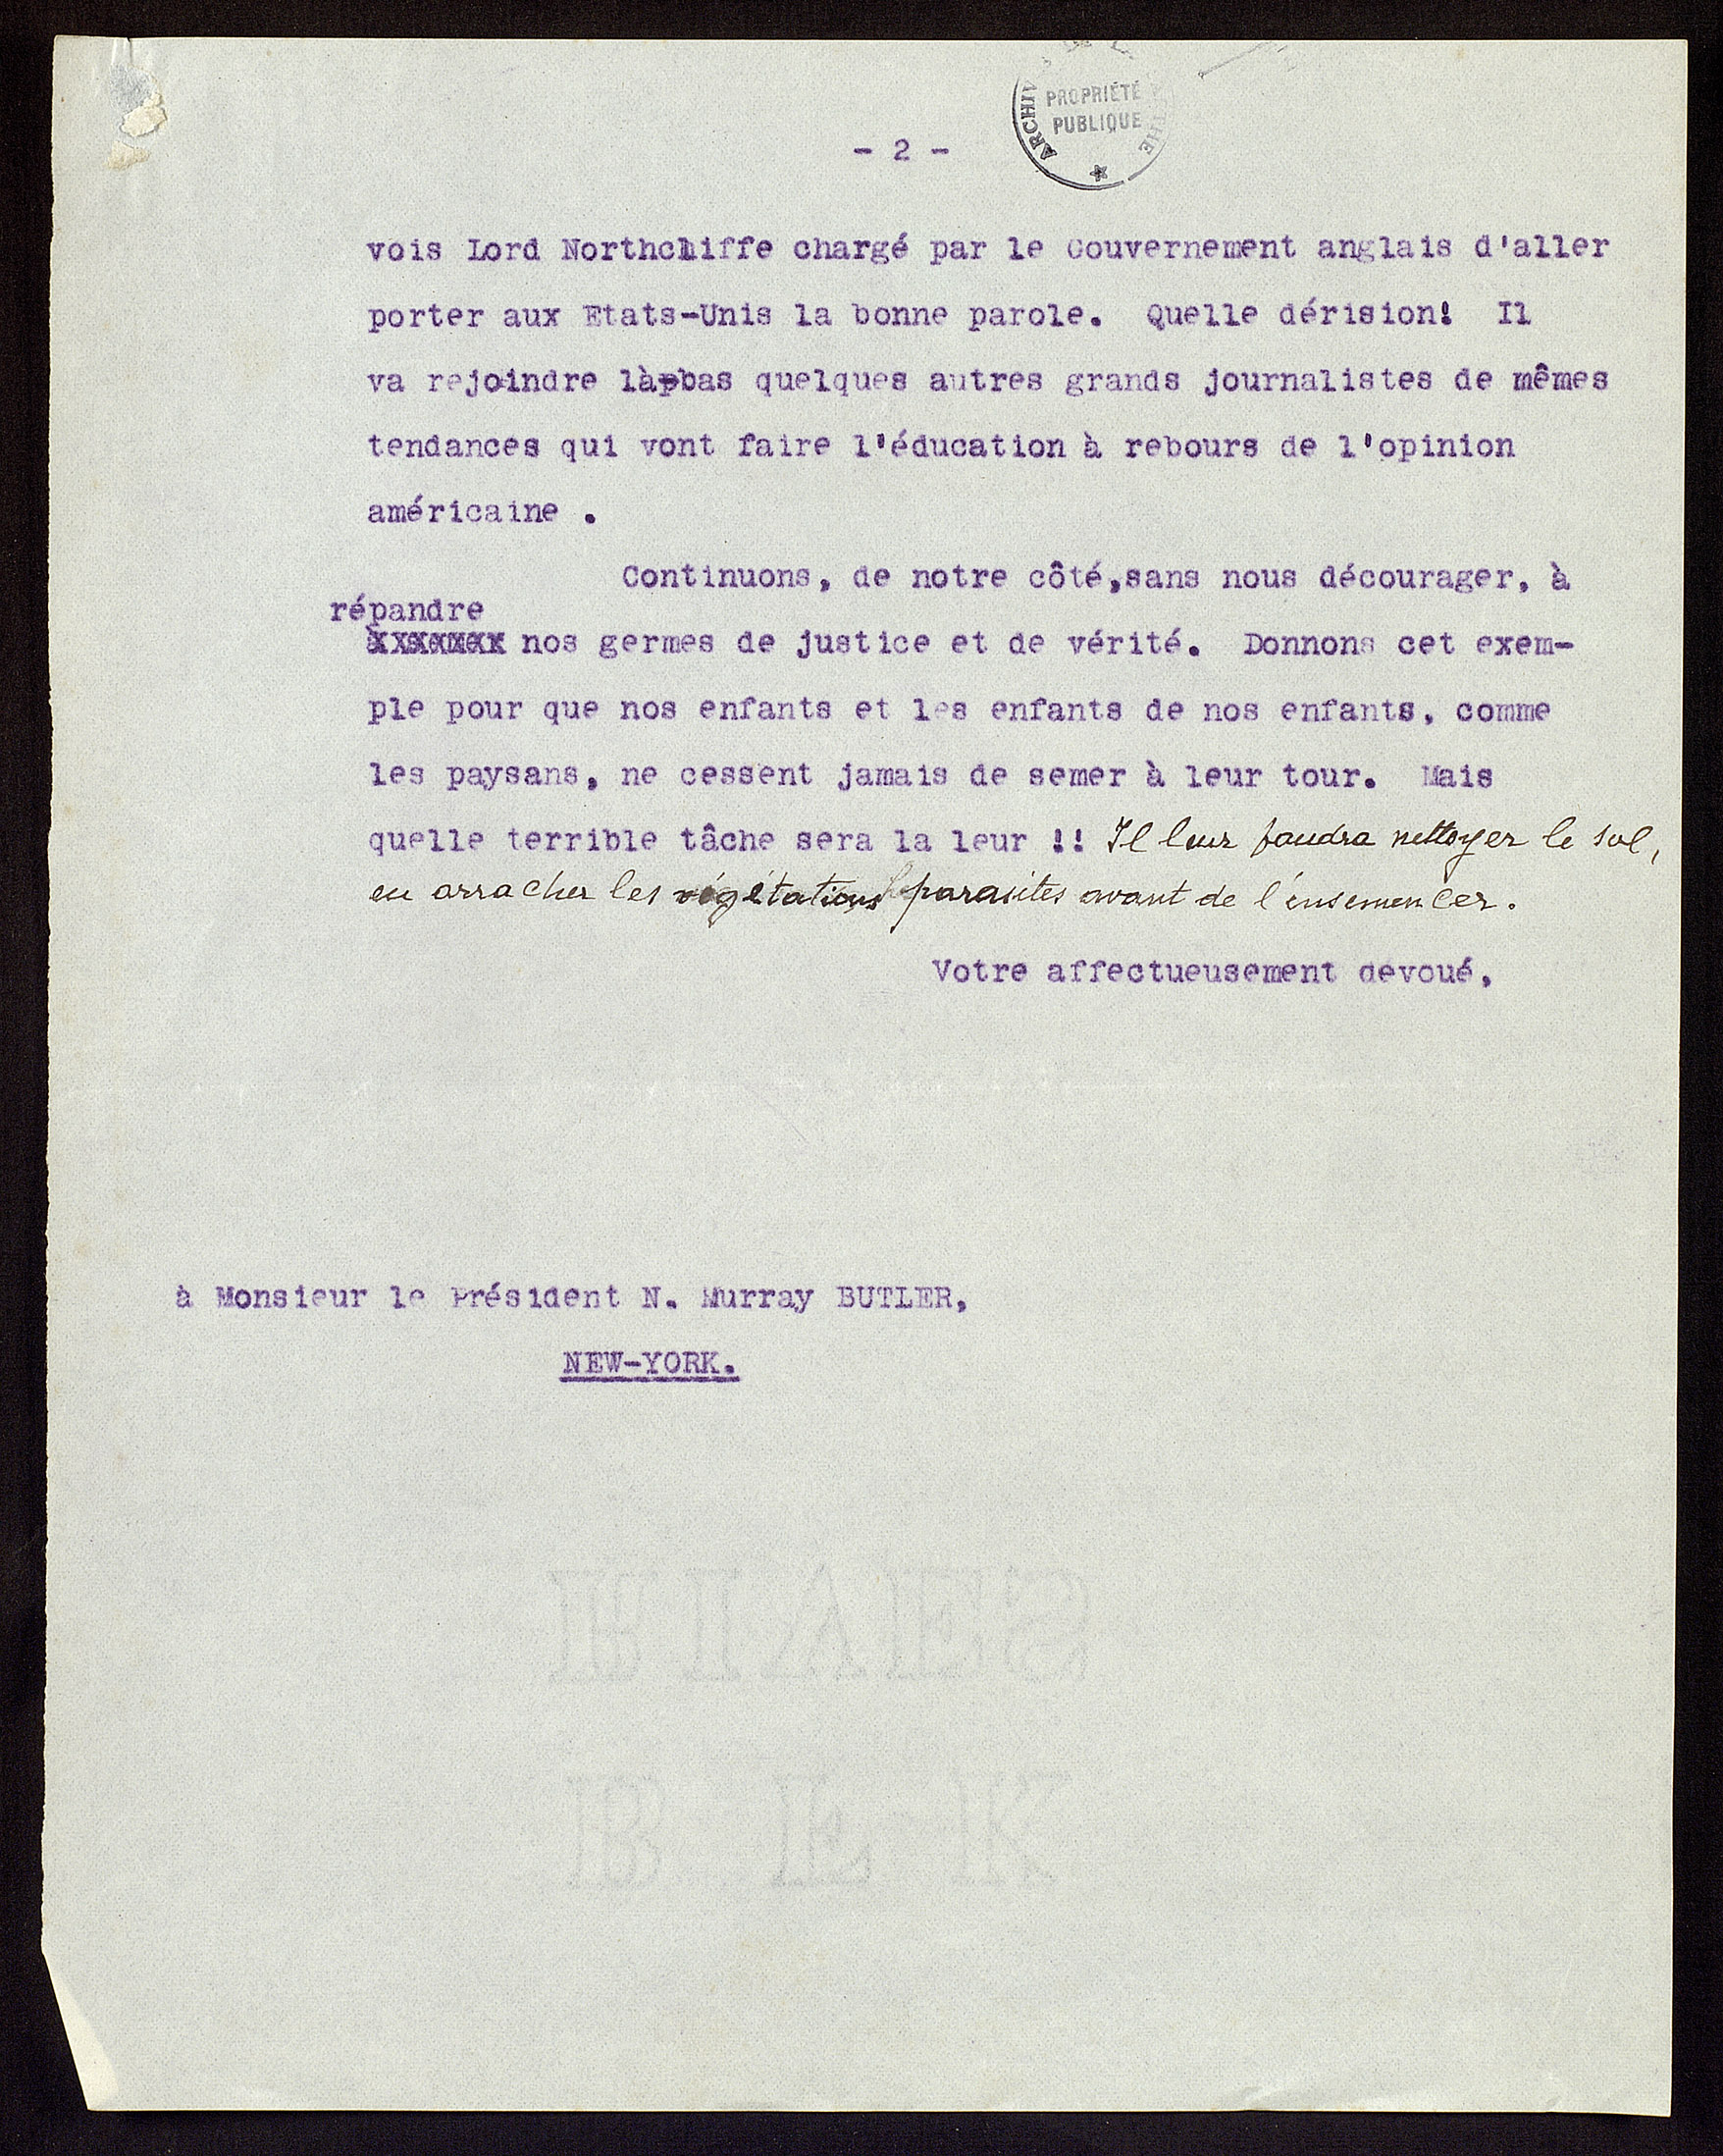 - 2 -
PROPRIÉTÉ
PUBLIQUE
vois Lord Northcliffe chargé par le Gouvernement anglais d'aller
porter aux Etats-Unis la bonne parole. Quelle dérision! Il
va rejoindre là-bas quelques autres grands journalistes de mêmes
tendances qui vont faire l'éducation à rebours de l'opinion
américaine .
Continuons, de notre côté,sans nous décourager, à
répandre
nos germes de justice et de vérité. Donnons cet exem-
ple pour que nos enfants et les enfants de nos enfants, comme
les paysans, ne cessent jamais de semer à leur tour. Mais
quelle terrible tâche sera la leur !! Il leur faudra nettoyer le sol,
en arracher les végétations parasites avant de l'ensemencer.
Votre affectueusement dévoué,
à Monsieur le Président N. Murray BUTLER,
NEW-YORK.